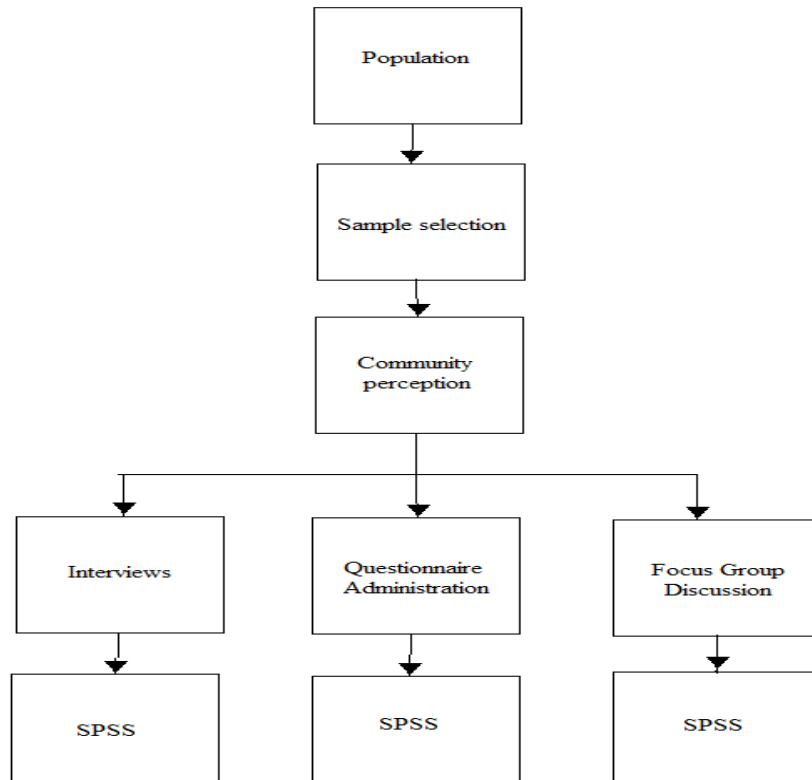 Population
Sample selection
Community
perception
Interviews
Questionnaire
Administration
Focus Group
Discussion
SPSS
SPSS
SPSS